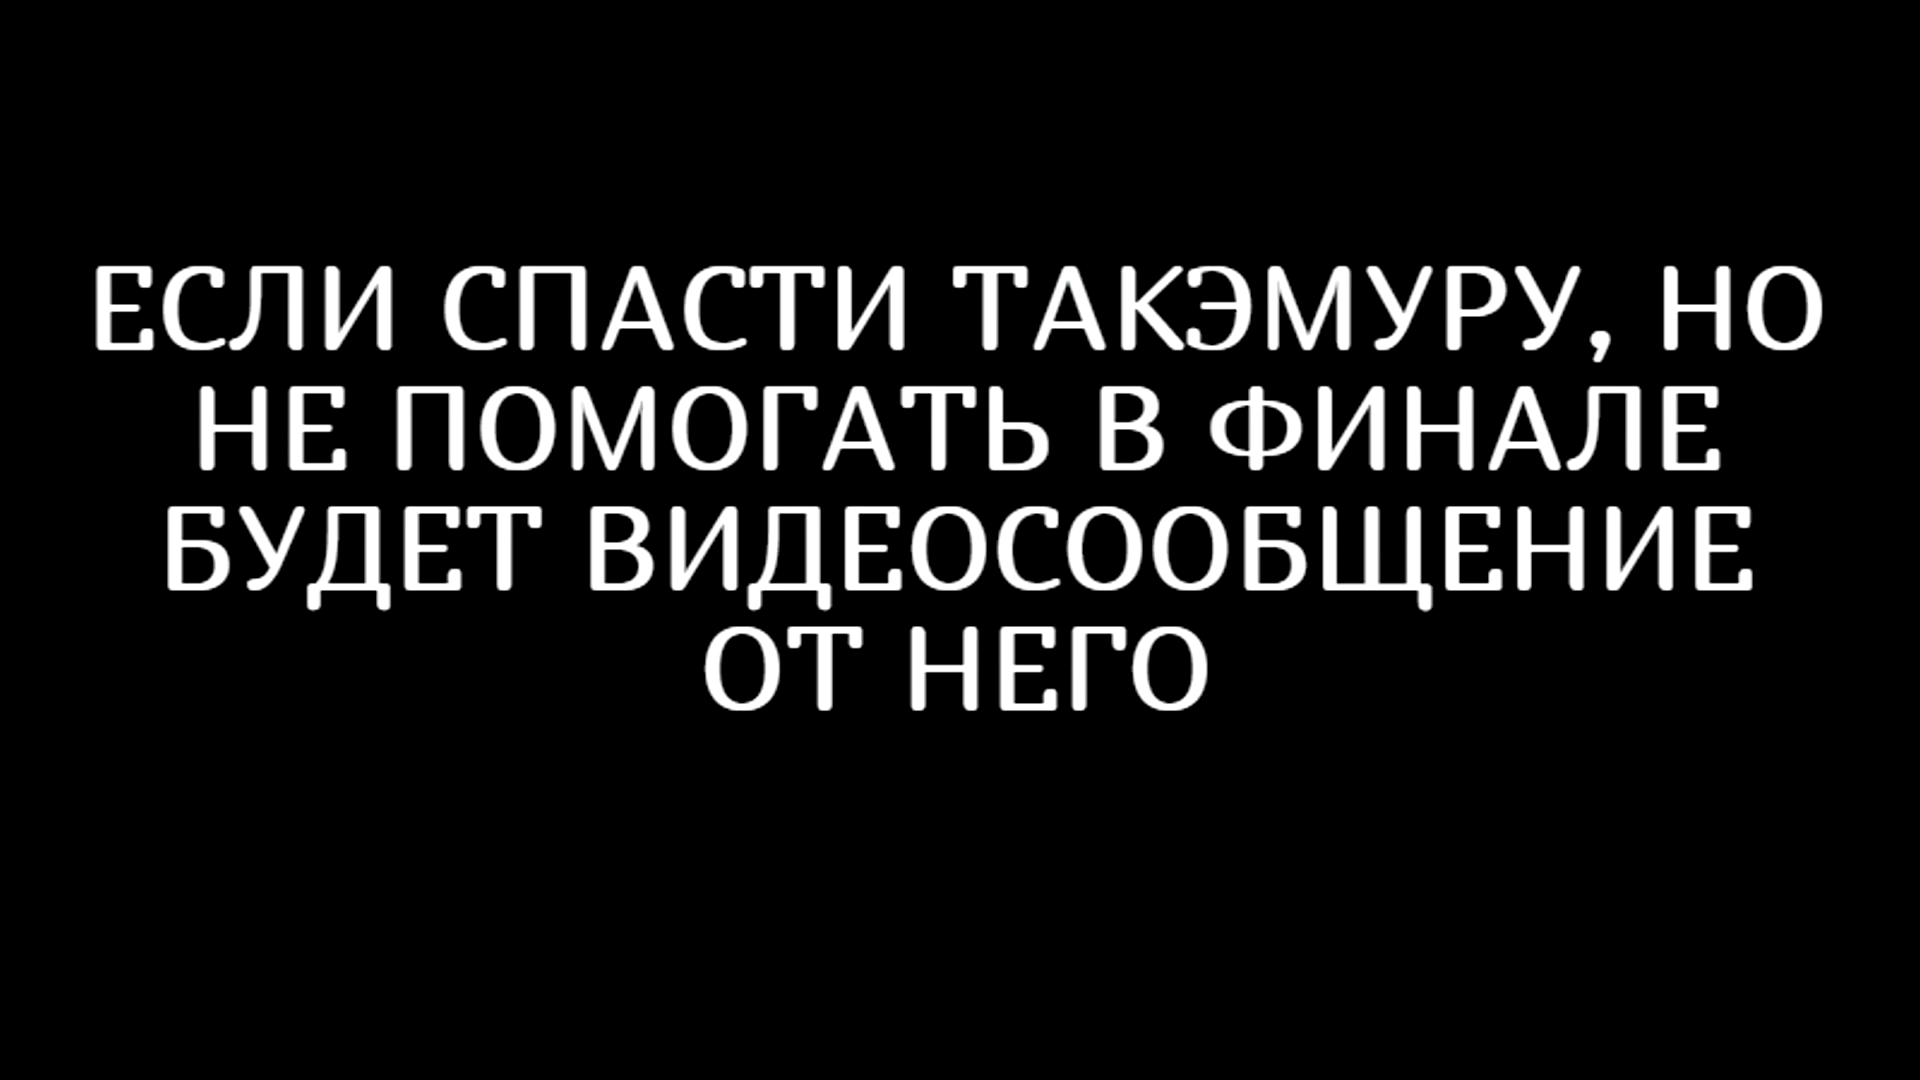 ЕСЛИ СПАСТИ ТАКЭМУРУ, НО
НЕ ПОМОГАТЬ В ФИНАЛЕ
БУДЕТ ВИДЕОСООБЩЕНИЕ
ОТ НЕГО